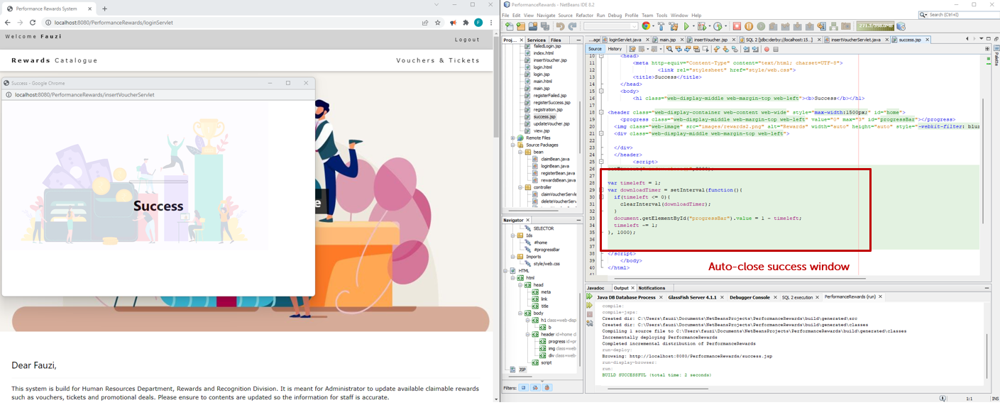 Performance Rewards System
localhost:8080/PerformanceRewards/loginServlet
F
Welcome Fauzi
Logout
Rewards Catalogue
Vouchers & Tickets
Success - Google Chrome
localhost:8080/PerformanceRewards/insertVoucherServlet
Success
e
Dear Fauzi,
This system is build for Human Resources Department, Rewards and Recognition Division. It is meant for Administrator to update available claimable rewards
such as vouchers, tickets and promotional deals. Please ensure to contents are updated so the information for staff is accurate.
PerformanceRewards - NetBeans IDE 8.2
File Edit View Navigate Source Refactor Run Debug Profile Team Tools Window Help
Search (Ctrl+I)
Proj... Services Files
failedLogin.jsp
index.html
insertVoucher.jsp
login.html
login.jsp
main.html
main.jsp
registerFailed.jsp
registerSuccess.jsp
registration.jsp
success.jsp
updateVoucher.jsp
view.jsp
Remote Files
Source Packages
bean
claimBean.java
loginBean.java
registerBean.java
rewardsBean.java
controller
claimVoucherServle
deleteVoucherServle
Navigator
SELECTOR
Ids
#home
#progressBar
Imports
style/web.css
HTML
html
head
meta
link
title
body
h1 class=web-disp
b
header id=home cl
progress id=pr
img class=web
div class=web-
script
JSP
Filters:
...age loginServlet.java main.jsp insertVoucher.jsp SQL 2 [jdbc:derby://localhost:15... insertVoucherServlet.java success.jsp
Source History
Palette
10 <head>
11 <meta http-equiv="Content-Type" content="text/html; charset=UTF-8">
12 <link rel="stylesheet" href="style/web.css">
13 <title>Success</title>
14 </head>
15 <body>
16 <h1 class="web-display-middle web-margin-top web-left"><b>Success</b></h1>
17
18 <header class="web-display-container web-content web-wide" style="max-width:1500px;" id="home">
19 <progress class="web-display-middle web-margin-top web-left" value="0" max="3" id="progressBar"></progress>
20 <img class="web-image" src="images/rewards2.png" alt="Rewards" width="auto" height="auto" style="-webkit-filter: blur
21 <div class="web-display-middle web-margin-top web-left">
22
23 </div>
24 </header>
25 <script>
26
27
28 var timeleft = 1;
29 var downloadTimer = setInterval(function(){
30 if(timeleft <= 0){
31 clearInterval(downloadTimer);
32 }
33 document.getElementById("progressBar").value = 1 - timeleft;
34 timeleft -= 1;
35 }, 1000);
36
37
38 </script>
39 </body>
40 </html>
41
Auto-close success window
Javadoc Output Notifications
Java DB Database Process GlassFish Server 4.1.1 Debugger Console SQL 2 execution PerformanceRewards (run)
compile:
compile-jsps:
Created dir: C:\Users\fauzi\Documents\NetBeansProjects\PerformanceRewards\build\generated\src
Created dir: C:\Users\fauzi\Documents\NetBeansProjects\PerformanceRewards\build\generated\classes
Compiling 1 source file to C:\Users\fauzi\Documents\NetBeansProjects\PerformanceRewards\build\generated\classes
Incrementally deploying PerformanceRewards
Completed incremental distribution of PerformanceRewards
run-deploy:
Browsing: http://localhost:8080/PerformanceRewards/success.jsp
run-display-browser:
run:
BUILD SUCCESSFUL (total time: 2 seconds)
1:1 INS